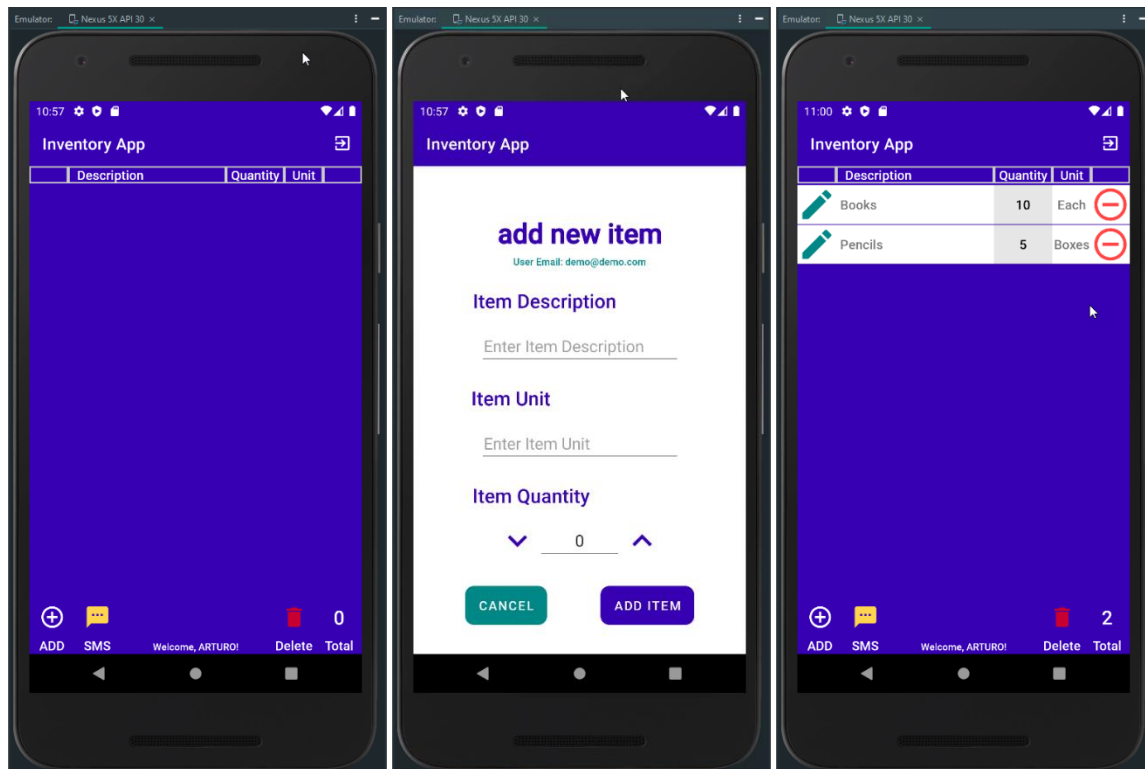 Emulator: Nexus 5X API 30 ×
10:57
Inventory App
Description Quantity Unit
0
ADD SMS Welcome, ARTURO! Delete Total
Emulator: Nexus 5X API 30 ×
10:57
Inventory App
add new item
User Email: demo@demo.com
Item Description
Enter Item Description
Item Unit
Enter Item Unit
Item Quantity
0
CANCEL ADD ITEM
Emulator: Nexus 5X API 30 ×
11:00
Inventory App
Description Quantity Unit
Books 10 Each
Pencils 5 Boxes
2
ADD SMS Welcome, ARTURO! Delete Total